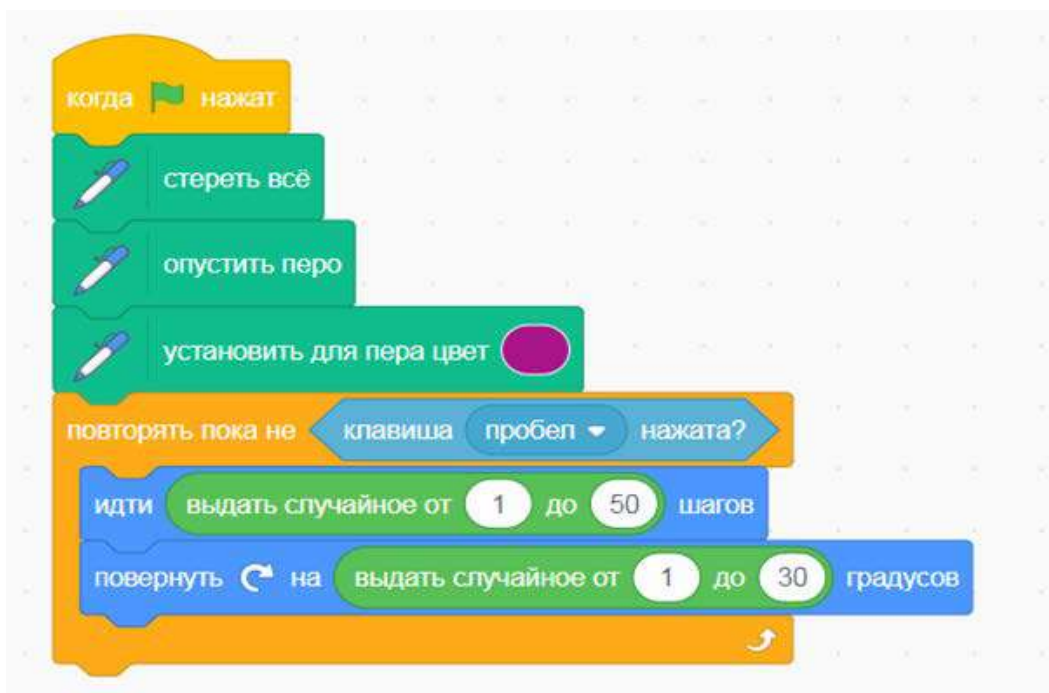 когда нажат
стереть всё
опустить перо
установить для пера цвет
повторять пока не клавиша пробел нажата?
идти выдать случайное от 1 до 50 шагов
повернуть на выдать случайное от 1 до 30 градусов